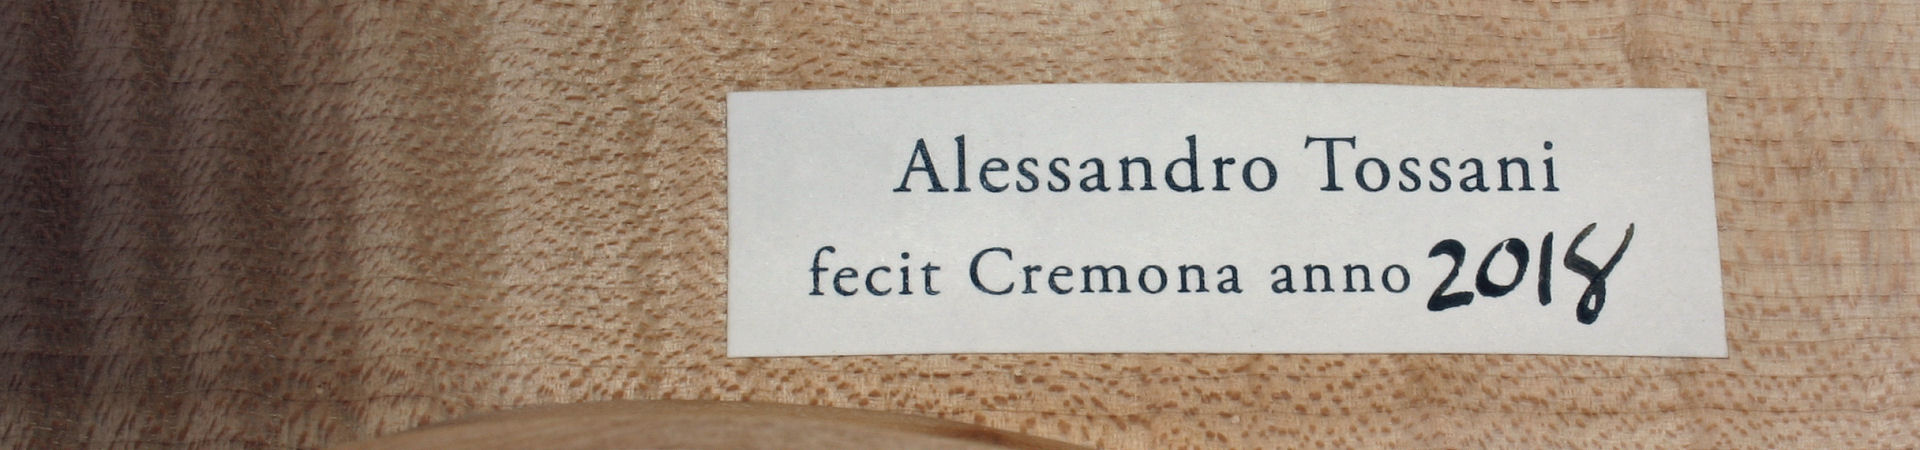 Alessandro Tossani
fecit Cremona anno 2018